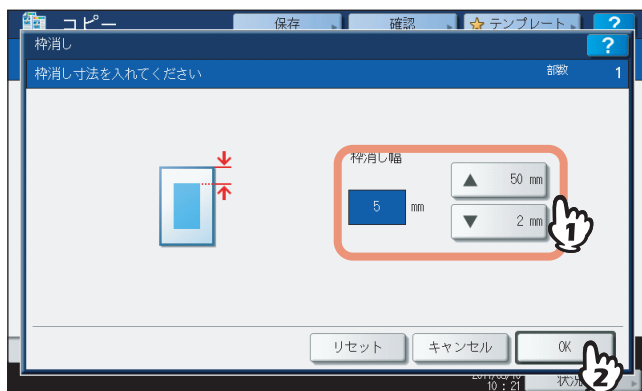 コピー
保存
確認
テンプレート
?
枠消し
?
枠消し寸法を入れてください
部数 1
枠消し幅
▲ 50 mm
5 mm
▼ 2 mm
1
リセット
キャンセル
OK
2
10:21
状況